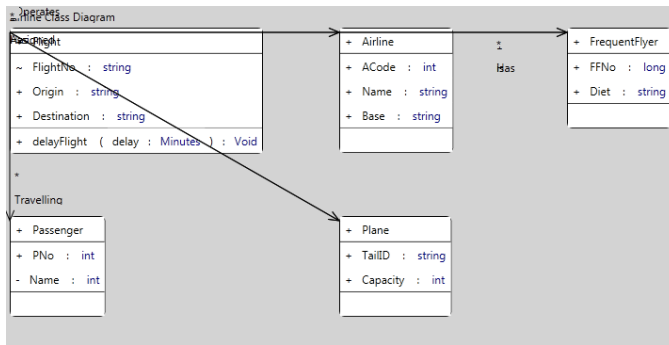 Operates
* Airline Class Diagram
Assigned
+ Flight
~ FlightNo : string
+ Origin : string
+ Destination : string
+ delayFlight ( delay : Minutes ) : Void
+ Airline
+ ACode : int
+ Name : string
+ Base : string
*
Has
+ FrequentFlyer
+ FFNo : long
+ Diet : string
*
Travelling
+ Passenger
+ PNo : int
- Name : int
+ Plane
+ TailID : string
+ Capacity : int